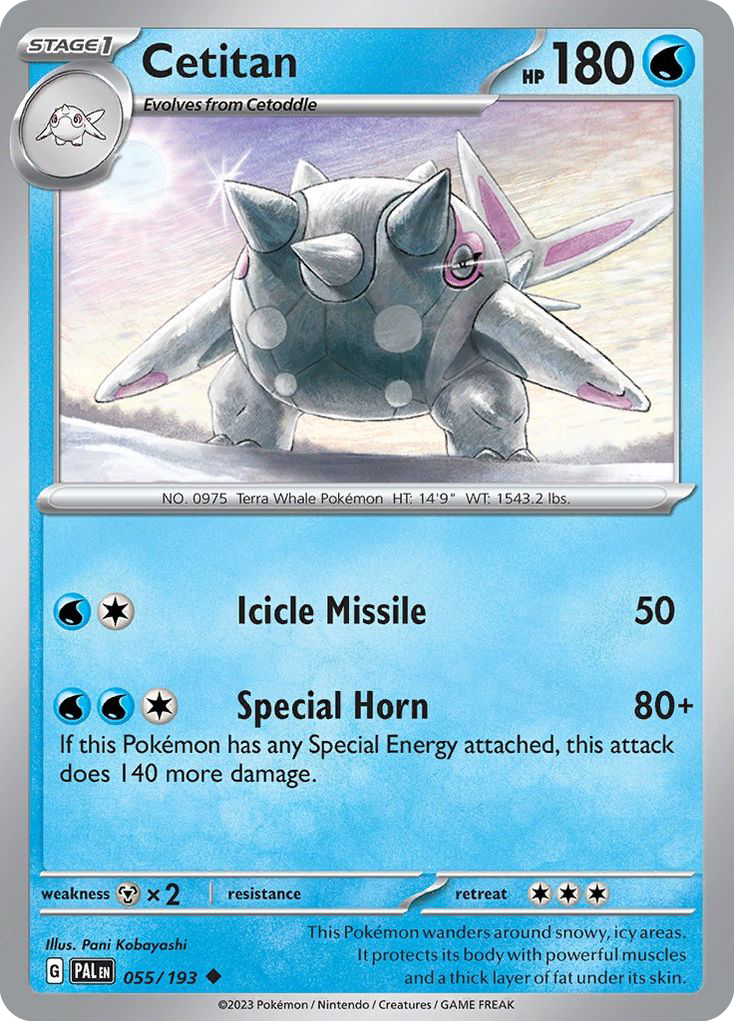 STAGE1
Cetitan
HP 180
Evolves from Cetoddle
NO. 0975 Terra Whale Pokémon HT: 14'9" WT: 1543.2 lbs.
Icicle Missile 50
Special Horn 80+
If this Pokémon has any Special Energy attached, this attack
does 140 more damage.
weakness ×2 resistance retreat
Illus. Pani Kobayashi
G PAL EN 055/193
This Pokémon wanders around snowy, icy areas.
It protects its body with powerful muscles
and a thick layer of fat under its skin.
©2023 Pokémon / Nintendo / Creatures / GAME FREAK